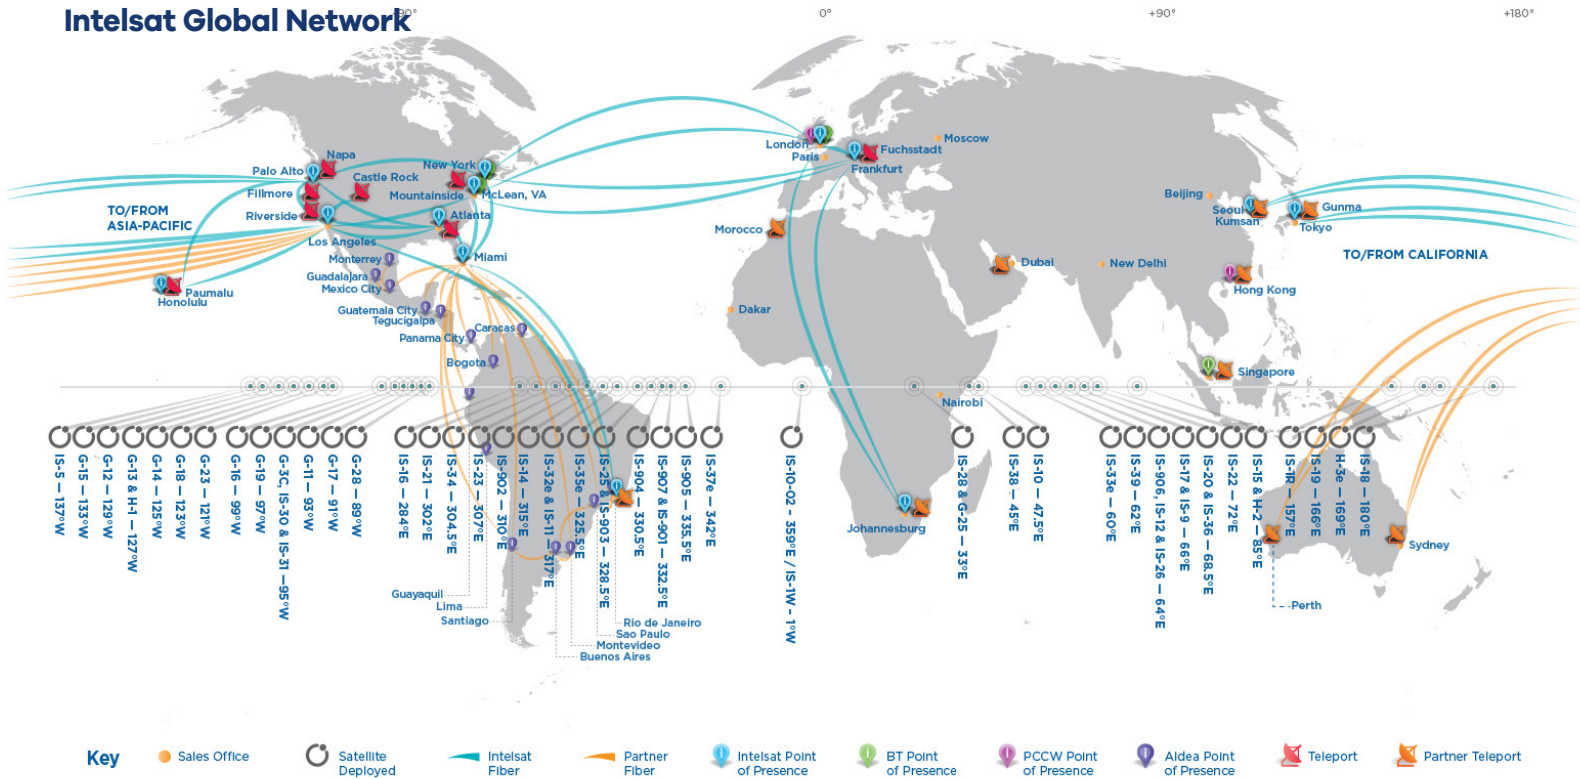 Intelsat Global Network
-90°
0°
+90°
+180°
Napa
Palo Alto
Castle Rock
New York
Fillmore
Mountainside
McLean, VA
TO/FROM
ASIA-PACIFIC
Riverside
Atlanta
Los Angeles
Monterrey
Miami
Guadalajara
Mexico City
Paumalu
Honolulu
Guatemala City
Tegucigalpa
Caracas
Panama City
Bogota
London
Paris
Moscow
Fuchsstadt
Frankfurt
Morocco
Dubai
New Delhi
Dakar
Nairobi
Johannesburg
Beijing
Seoul
Kumsan
Gunma
Tokyo
TO/FROM CALIFORNIA
Hong Kong
Singapore
Sydney
Perth
IS-5 — 137°W
G-15 — 133°W
G-12 — 129°W
G-13 & H-1 — 127°W
G-14 — 125°W
G-18 — 123°W
G-23 — 121°W
G-16 — 99°W
G-19 — 97°W
G-3C, IS-30 & IS-31 —95°W
G-11 — 93°W
G-17 — 91°W
G-28 — 89°W
IS-16 — 284°E
IS-21 — 302°E
IS-34 — 304.5°E
IS-23 — 307°E
IS-902 — 310°E
IS-14 — 315°E
IS-32e & IS-11 — 317°E
IS-35e — 325.5°E
IS-25 & IS-903 — 328.5°E
IS-904 — 330.5°E
IS-907 & IS-901 — 332.5°E
IS-905 — 335.5°E
IS-37e — 342°E
IS-10-02 - 359°E / IS-1W - 1°W
IS-28 & G-25 — 33°E
IS-38 — 45°E
IS-10 — 47.5°E
IS-33e — 60°E
IS-39 — 62°E
IS-906, IS-12 & IS-26 — 64°E
IS-17 & IS-9 — 66°E
IS-20 & IS-36 — 68.5°E
IS-22 — 72°E
IS-15 & H-2 — 85°E
IS-1R — 157°E
IS-19 — 166°E
H-3e — 169°E
IS-18 — 180°E
Guayaquil
Lima
Santiago
Rio de Janeiro
Sao Paulo
Montevideo
Buenos Aires
Key
Sales Office
Satellite
Deployed
Intelsat
Fiber
Partner
Fiber
Intelsat Point
of Presence
BT Point
of Presence
PCCW Point
of Presence
Aldea Point
of Presence
Teleport
Partner Teleport